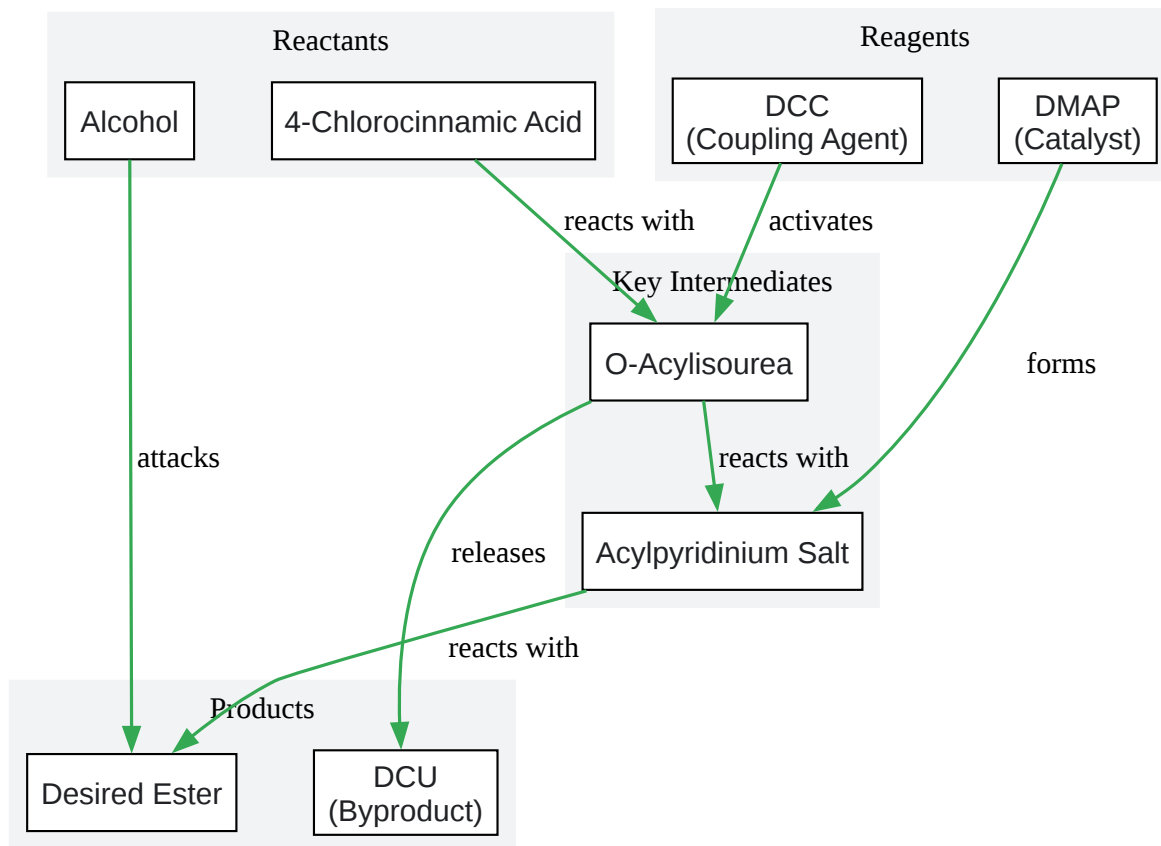 Reactants
Reagents
Alcohol
4-Chlorocinnamic Acid
DCC
(Coupling Agent)
DMAP
(Catalyst)
reacts with
activates
Key Intermediates
O-Acylisourea
forms
attacks
reacts with
releases
Acylpyridinium Salt
reacts with
Products
Desired Ester
DCU
(Byproduct)